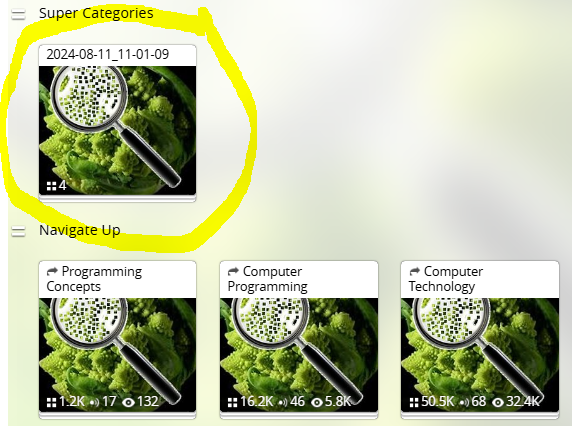 Super Categories
2024-08-11_11-01-09
4
Navigate Up
Programming
Concepts
1.2K 17 132
Computer
Programming
16.2K 46 5.8K
Computer
Technology
50.5K 68 32.4K